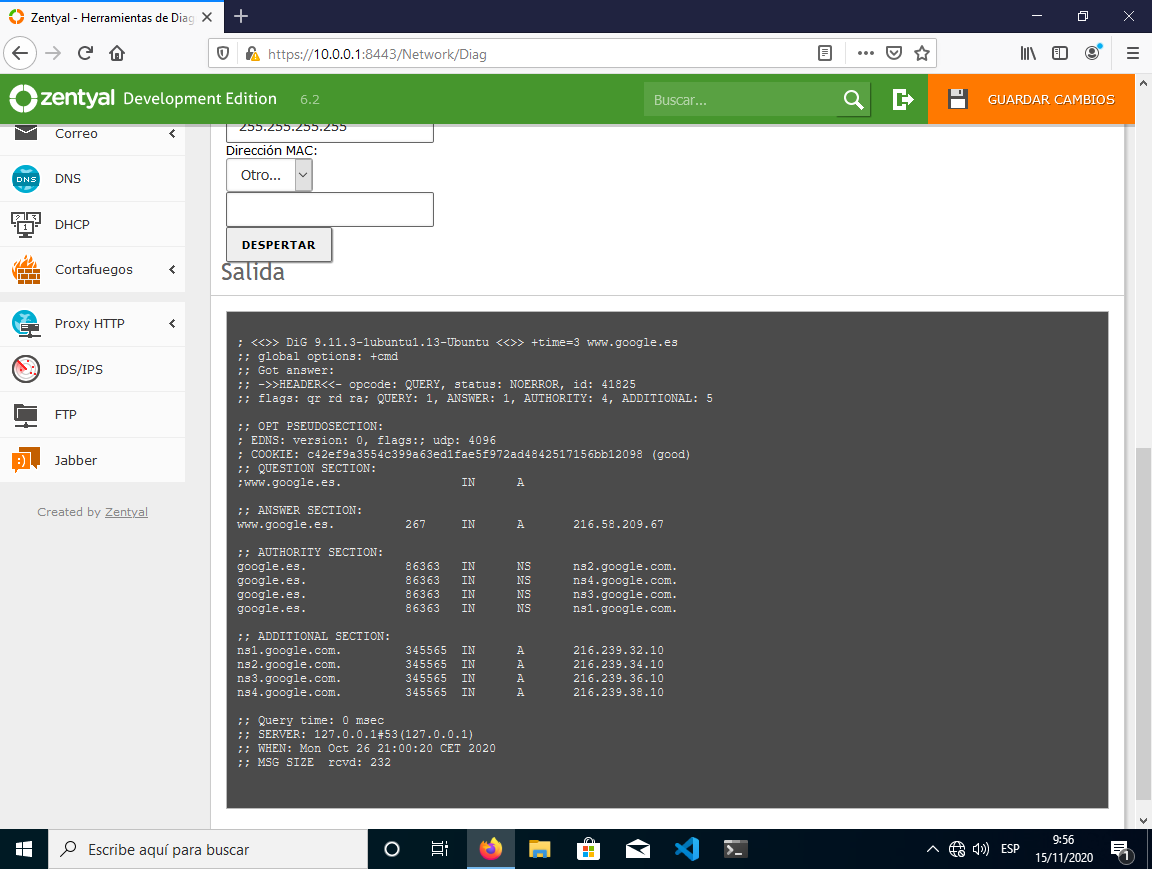 Zentyal - Herramientas de Diag
https://10.0.0.1:8443/Network/Diag
zentyal Development Edition 6.2
Buscar...
GUARDAR CAMBIOS
Correo
DNS
DNS
DHCP
Cortafuegos
Proxy HTTP
IDS/IPS
FTP
Jabber
Created by Zentyal
255.255.255.255
Dirección MAC:
Otro...
DESPERTAR
Salida
; <<>> DiG 9.11.3-1ubuntu1.13-Ubuntu <<>> +time=3 www.google.es
;; global options: +cmd
;; Got answer:
;; ->>HEADER<<- opcode: QUERY, status: NOERROR, id: 41825
;; flags: qr rd ra; QUERY: 1, ANSWER: 1, AUTHORITY: 4, ADDITIONAL: 5
;; OPT PSEUDOSECTION:
; EDNS: version: 0, flags:; udp: 4096
; COOKIE: c42ef9a3554c399a63ed1fae5f972ad4842517156bb12098 (good)
;; QUESTION SECTION:
;www.google.es. IN A
;; ANSWER SECTION:
www.google.es. 267 IN A 216.58.209.67
;; AUTHORITY SECTION:
google.es. 86363 IN NS ns2.google.com.
google.es. 86363 IN NS ns4.google.com.
google.es. 86363 IN NS ns3.google.com.
google.es. 86363 IN NS ns1.google.com.
;; ADDITIONAL SECTION:
ns1.google.com. 345565 IN A 216.239.32.10
ns2.google.com. 345565 IN A 216.239.34.10
ns3.google.com. 345565 IN A 216.239.36.10
ns4.google.com. 345565 IN A 216.239.38.10
;; Query time: 0 msec
;; SERVER: 127.0.0.1#53(127.0.0.1)
;; WHEN: Mon Oct 26 21:00:20 CET 2020
;; MSG SIZE rcvd: 232
Escribe aquí para buscar
ESP
9:56
15/11/2020
1